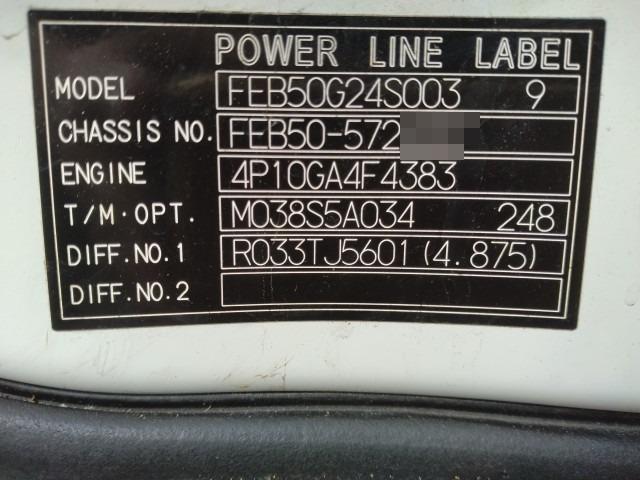 POWER LINE LABEL
MODEL FEB50G24S003 9
CHASSIS NO. FEB50-572
ENGINE 4P10GA4F4383
T/M·OPT. M038S5A034 248
DIFF.NO.1 R033TJ5601(4.875)
DIFF.NO.2